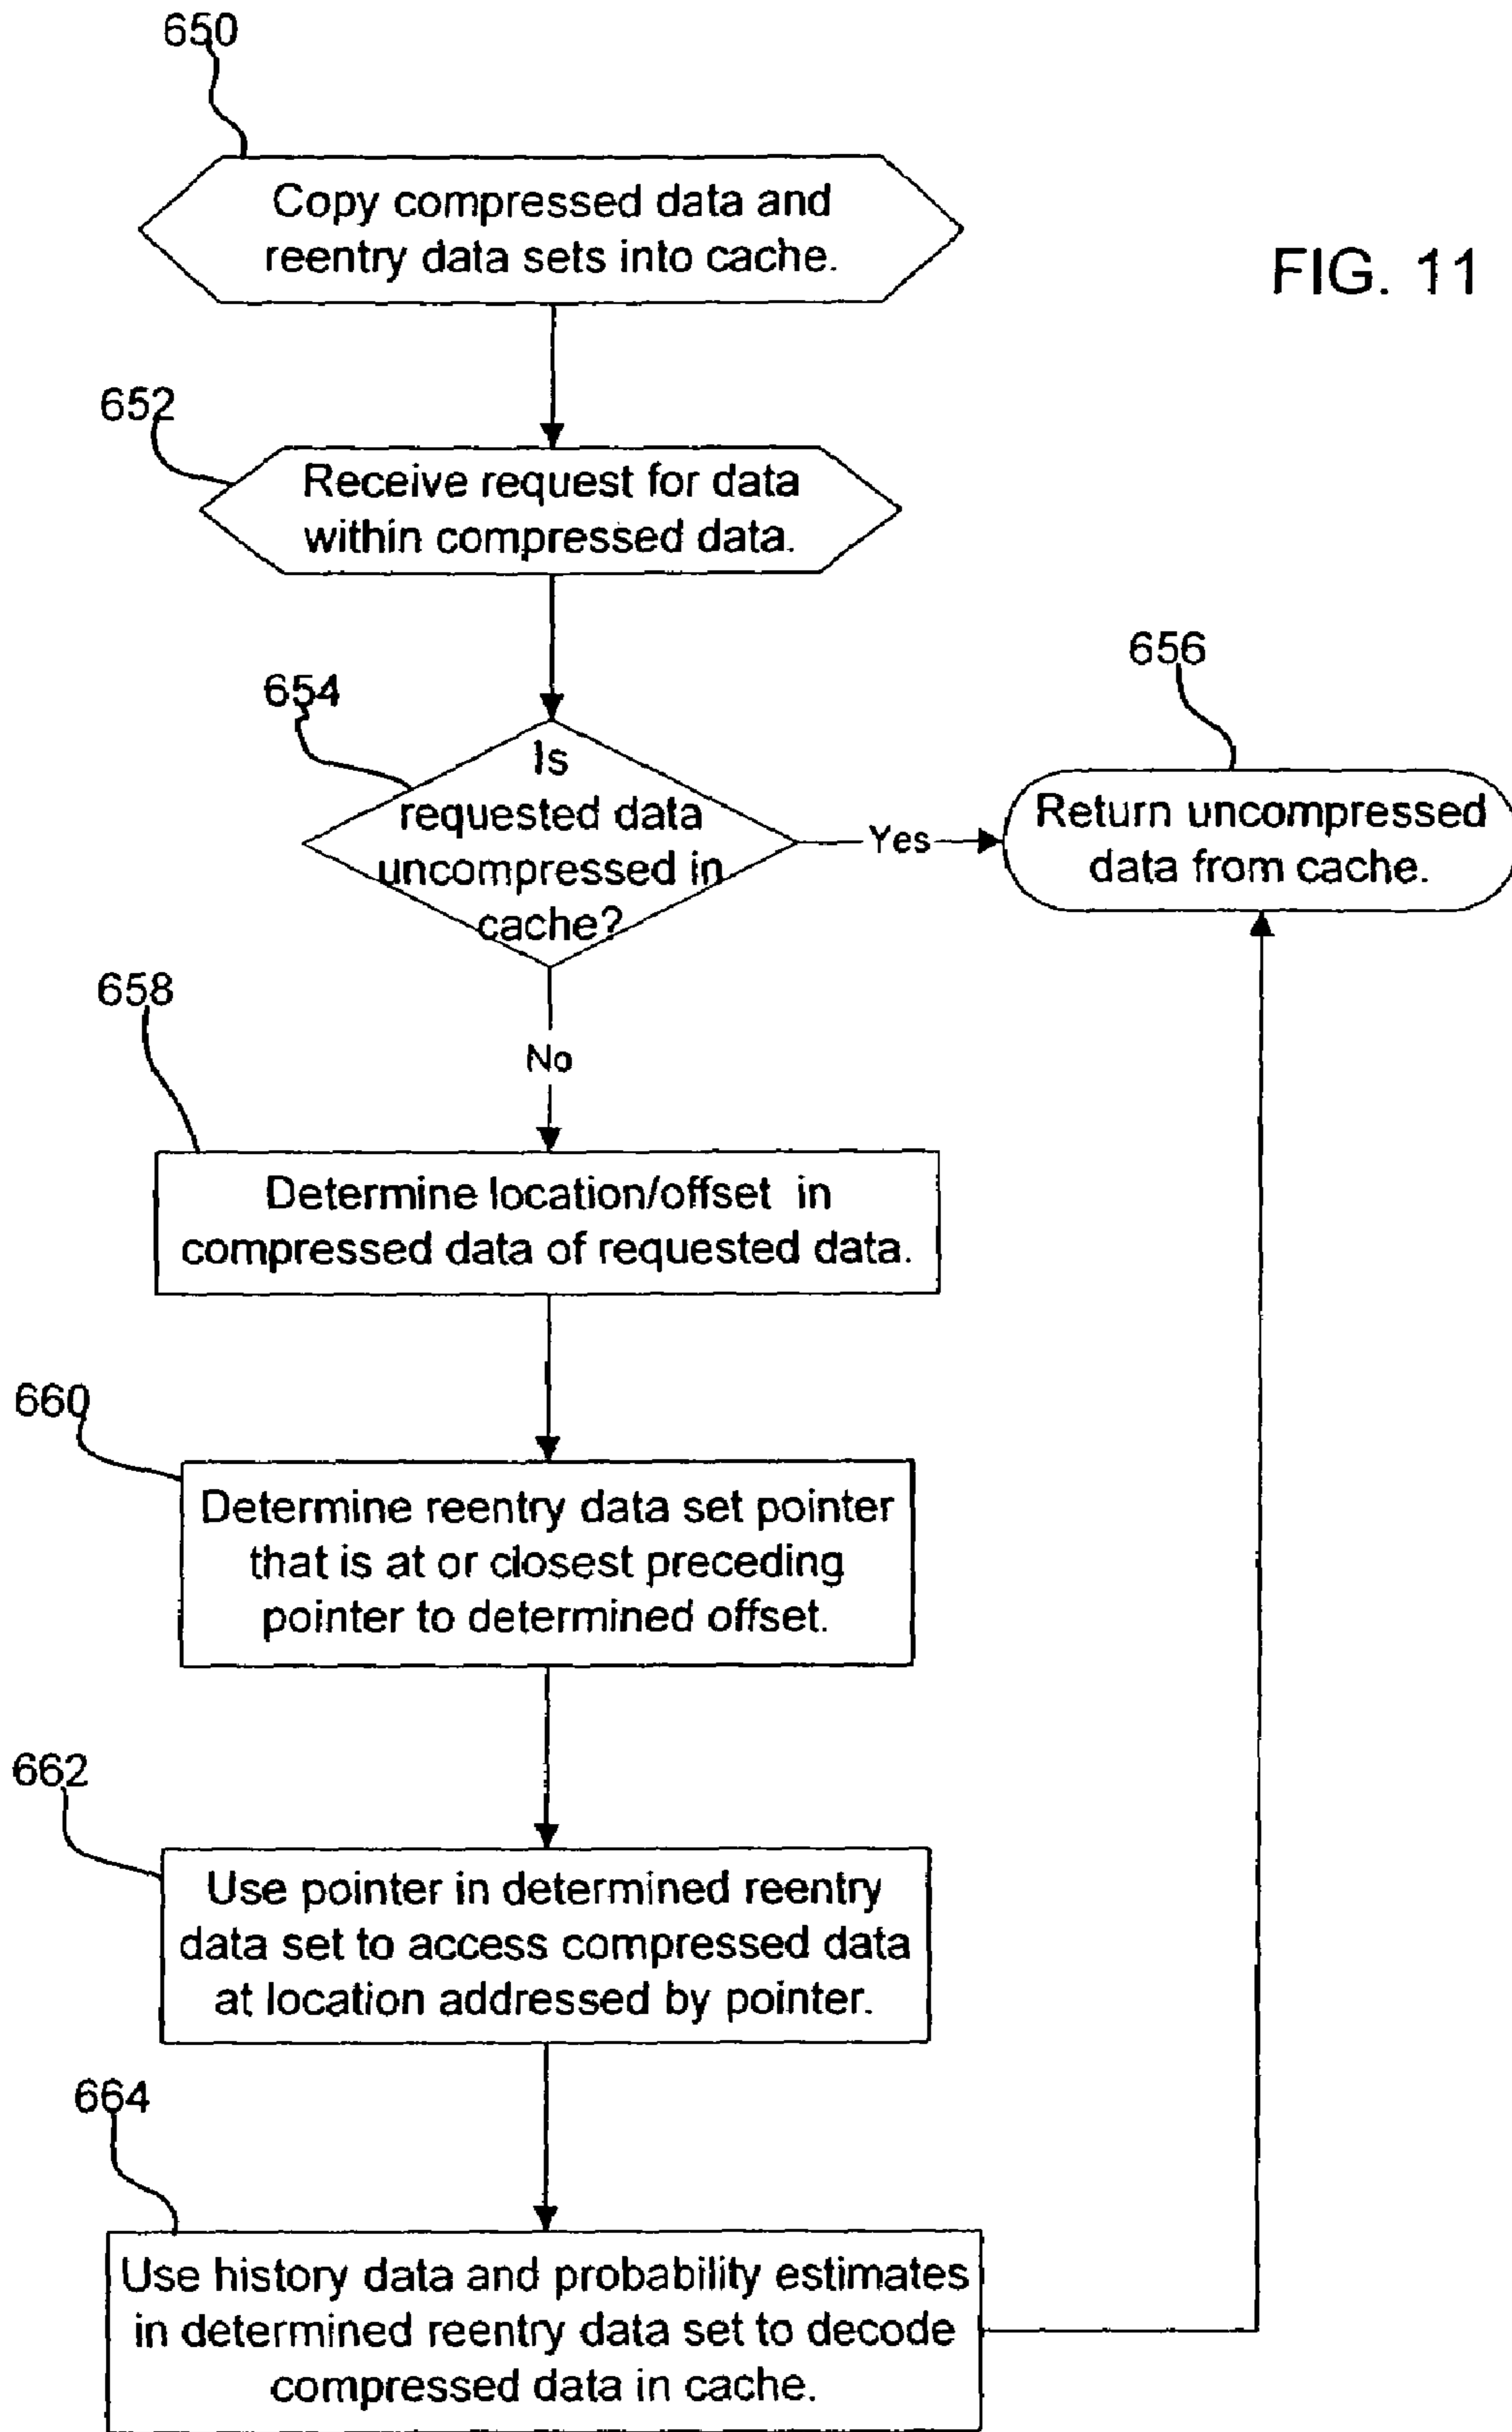 650
Copy compressed data and
reentry data sets into cache.
FIG. 11
652
Receive request for data
within compressed data.
654
Is
requested data
uncompressed in
cache?
Yes
656
Return uncompressed
data from cache.
No
658
Determine location/offset in
compressed data of requested data.
660
Determine reentry data set pointer
that is at or closest preceding
pointer to determined offset.
662
Use pointer in determined reentry
data set to access compressed data
at location addressed by pointer.
664
Use history data and probability estimates
in determined reentry data set to decode
compressed data in cache.